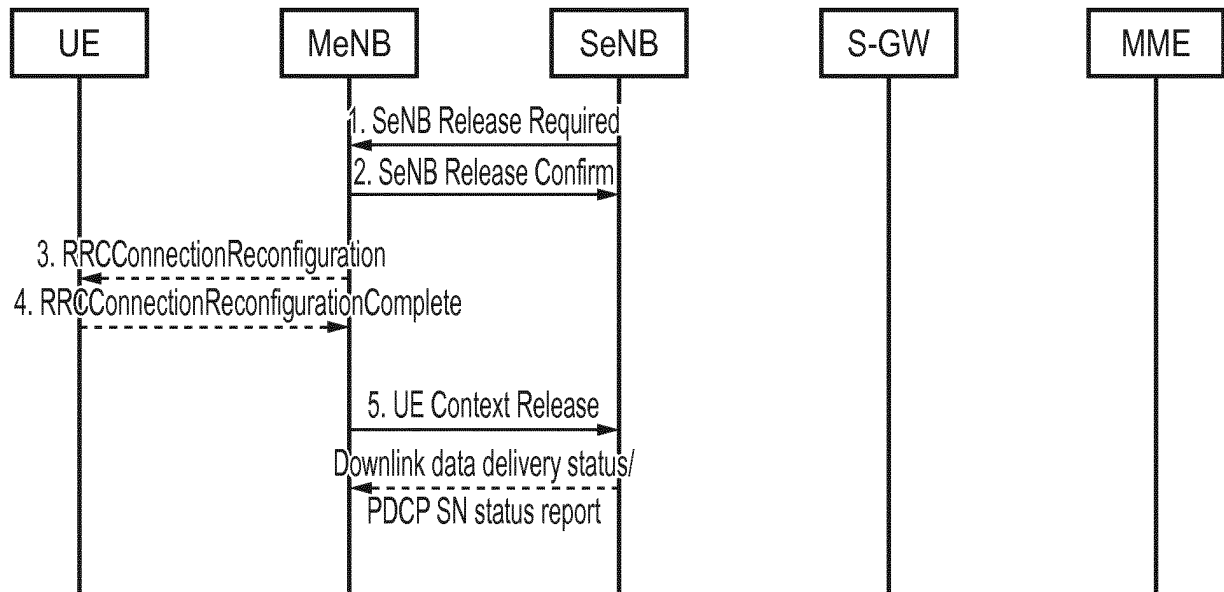 UE
MeNB
SeNB
S-GW
MME
1. SeNB Release Required
2. SeNB Release Confirm
3. RRCConnectionReconfiguration
4. RRCConnectionReconfigurationComplete
5. UE Context Release
Downlink data delivery status/
PDCP SN status report